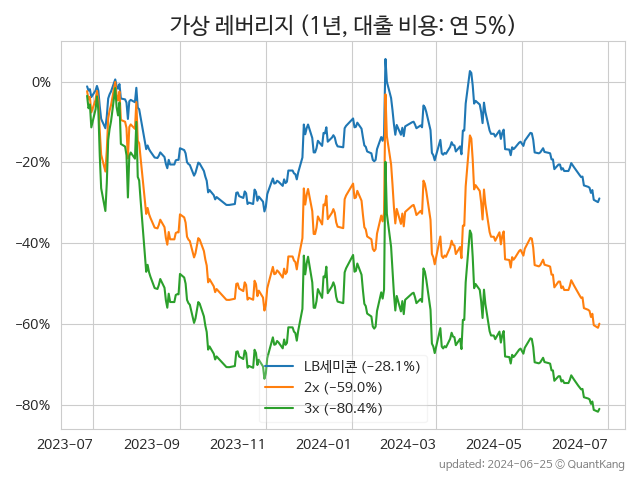 가상 레버리지 (1년, 대출 비용: 연 5%)
0%
−20%
−40%
−60%
−80%
LB세미콘 (−28.1%)
2x (−59.0%)
3x (−80.4%)
2023-07 2023-09 2023-11 2024-01 2024-03 2024-05 2024-07
updated: 2024-06-25 © QuantKang